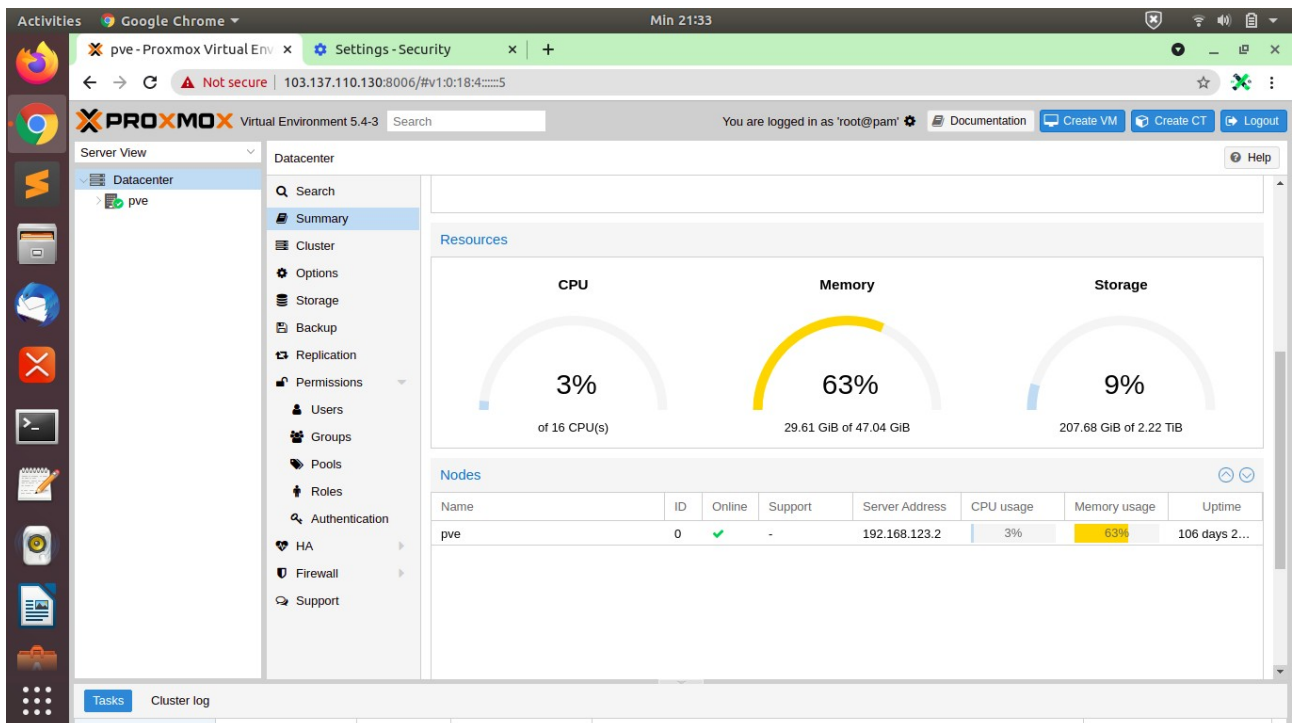 Activities Google Chrome Min 21:33
pve - Proxmox Virtual Env Settings - Security
Not secure 103.137.110.130:8006/#v1:0:18:4::::::5
PROXMOX Virtual Environment 5.4-3 Search You are logged in as 'root@pam' Documentation Create VM Create CT Logout
Server View
Datacenter
pve
Datacenter Help
Search
Summary
Cluster
Options
Storage
Backup
Replication
Permissions
Users
Groups
Pools
Roles
Authentication
HA
Firewall
Support
Resources
CPU Memory Storage
3% 63% 9%
of 16 CPU(s) 29.61 GiB of 47.04 GiB 207.68 GiB of 2.22 TiB
Nodes
Name ID Online Support Server Address CPU usage Memory usage Uptime
pve 0 - 192.168.123.2 3% 63% 106 days 2...
Tasks Cluster log